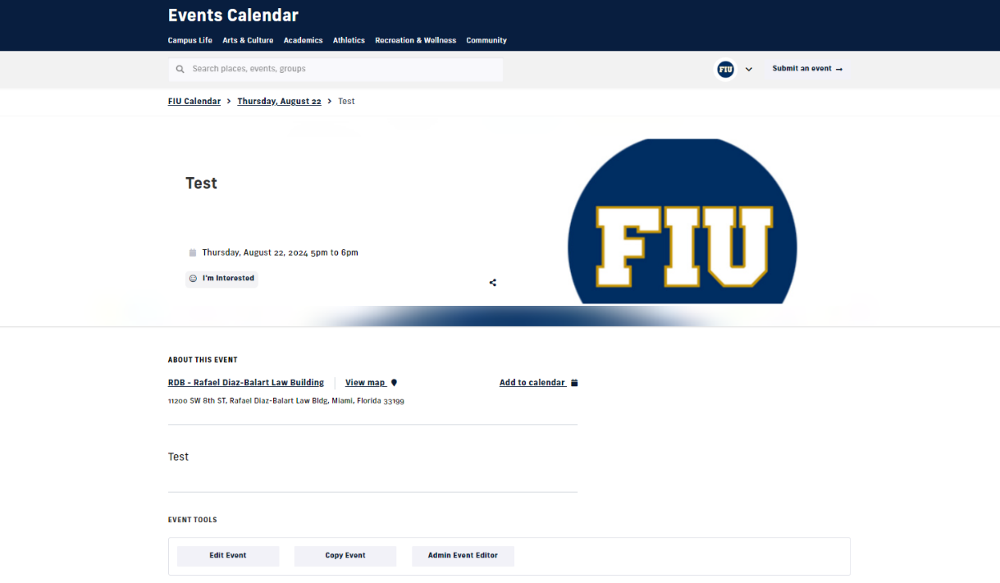 Events Calendar
Campus Life Arts & Culture Academics Athletics Recreation & Wellness Community
Search places, events, groups
FIU
Submit an event →
FIU Calendar > Thursday, August 22 > Test
Test
FIU
Thursday, August 22, 2024 5pm to 6pm
I'm Interested
ABOUT THIS EVENT
RDB - Rafael Diaz-Balart Law Building
View map
Add to calendar
11200 SW 8th ST, Rafael Diaz-Balart Law Bldg, Miami, Florida 33199
Test
EVENT TOOLS
Edit Event
Copy Event
Admin Event Editor